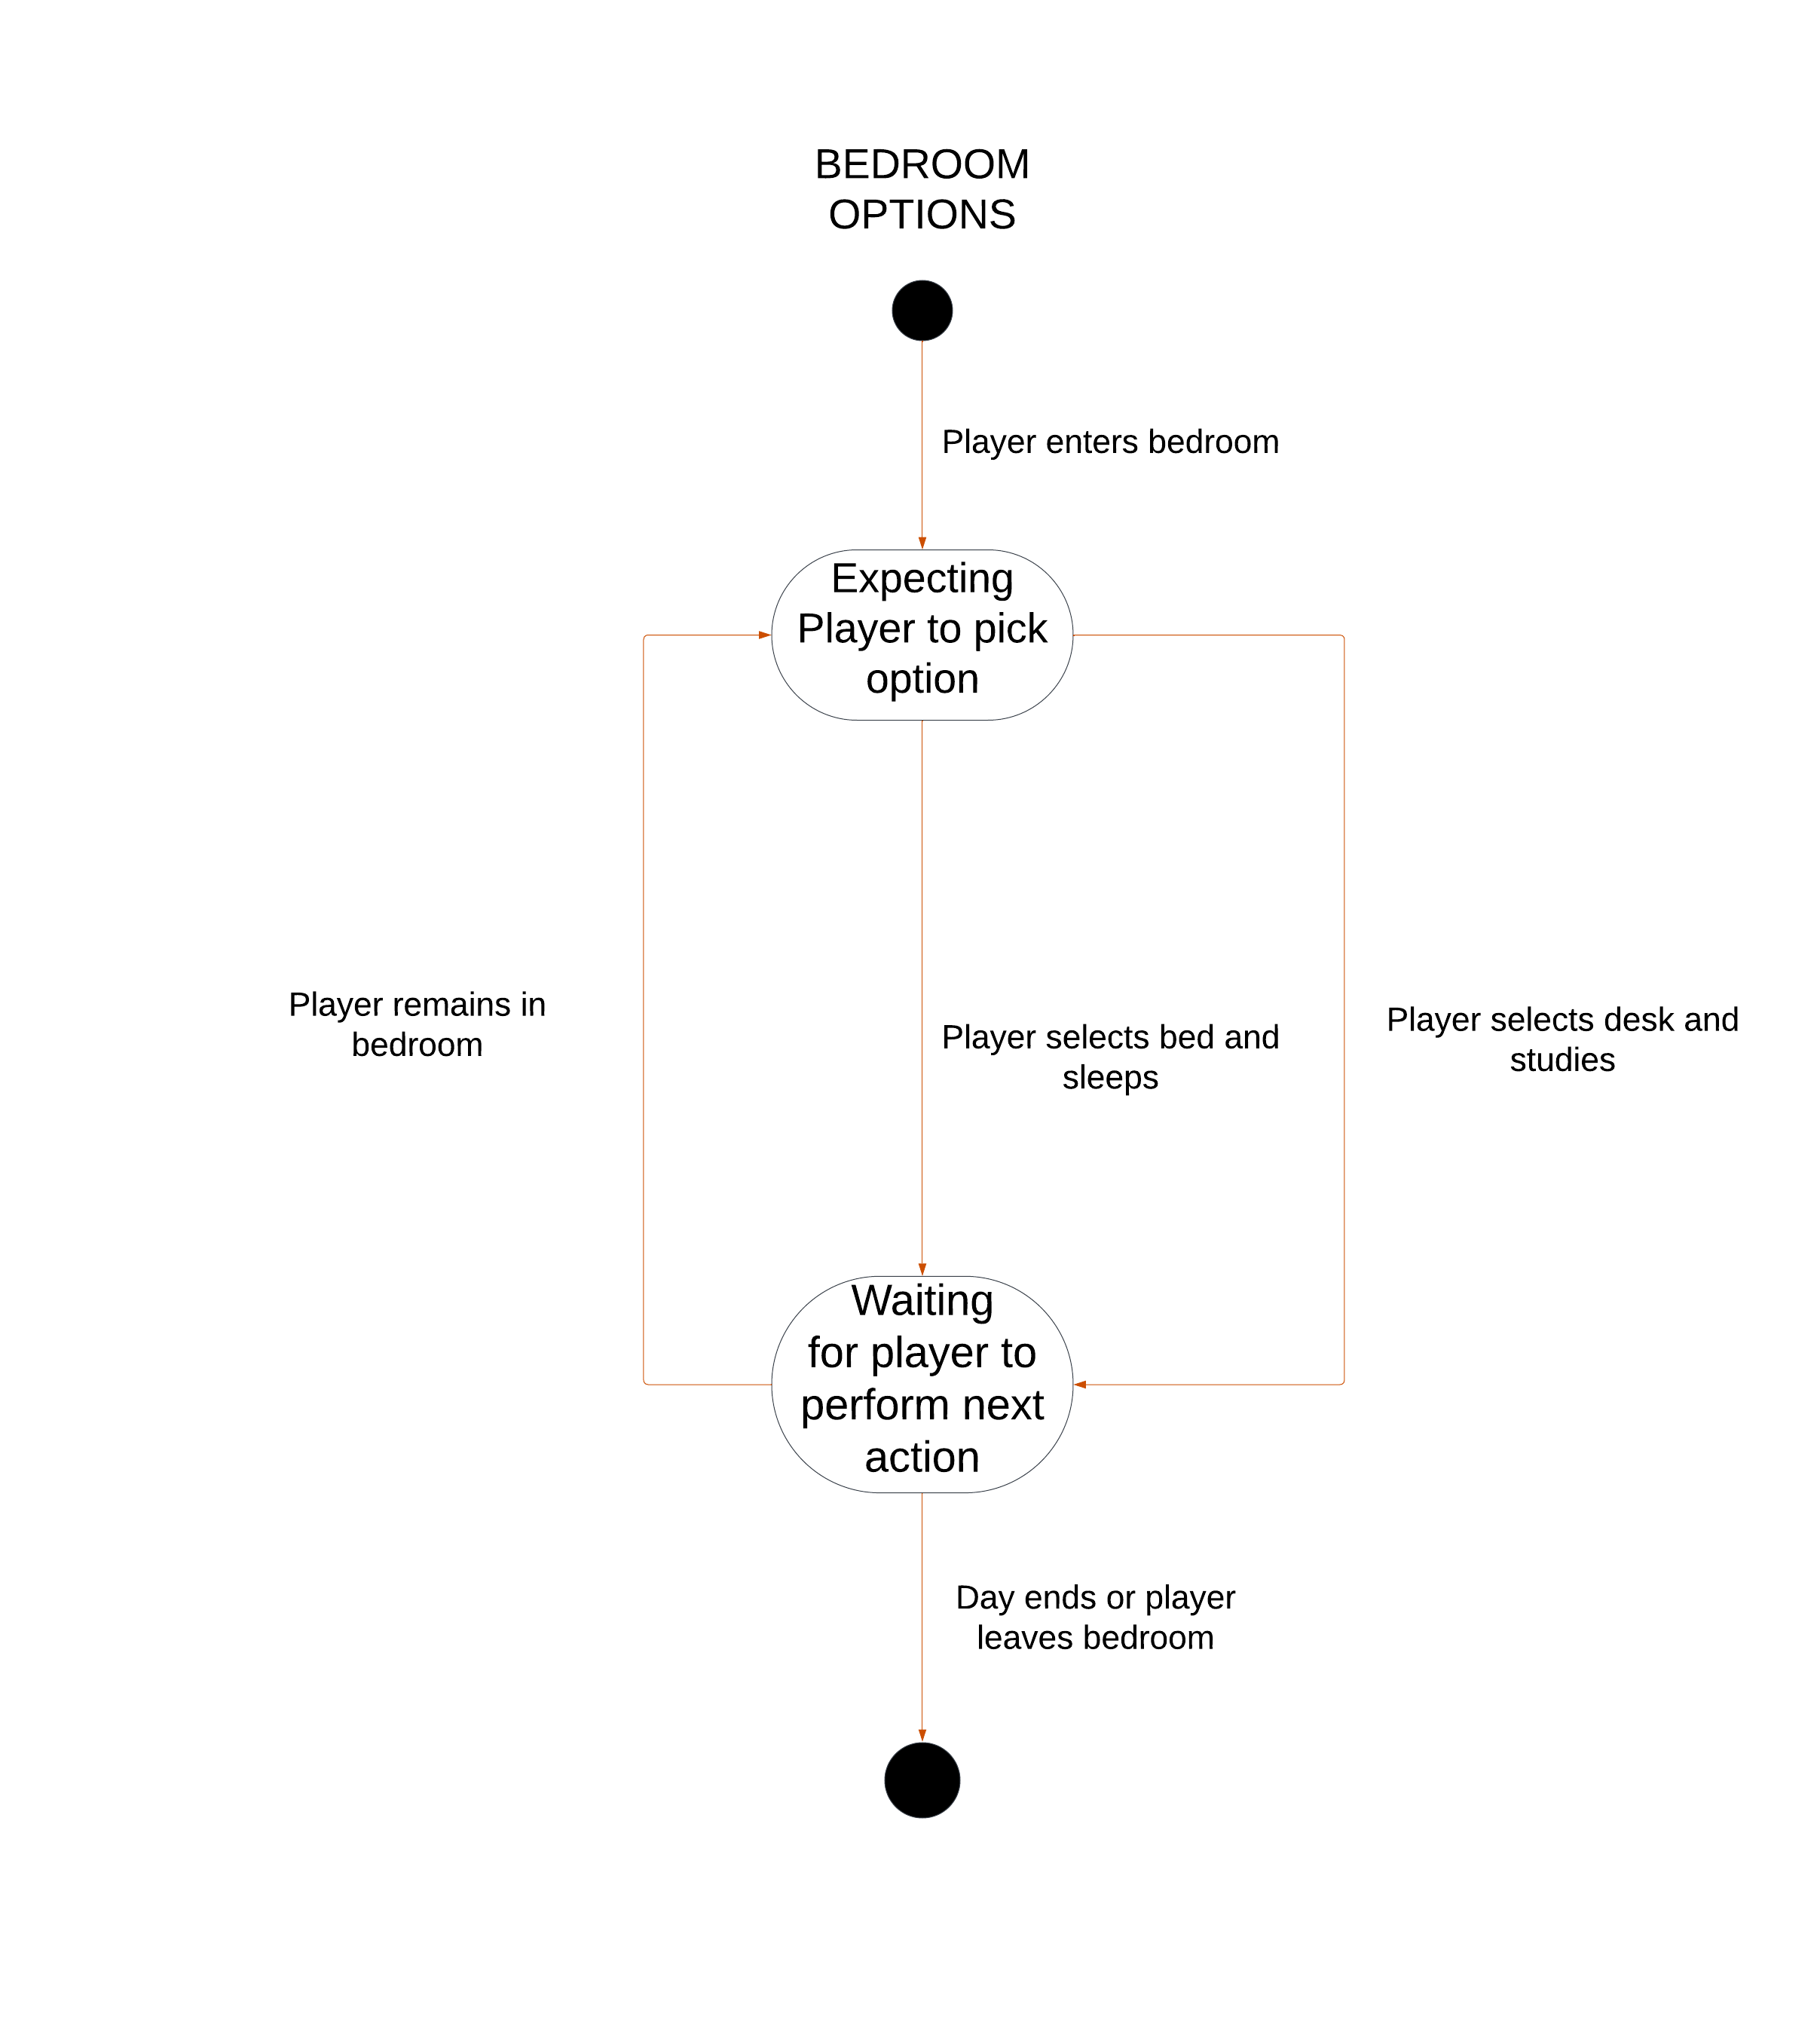 BEDROOM
OPTIONS
Player enters bedroom
Expecting
Player to pick
option
Player remains in
bedroom
Player selects bed and
sleeps
Player selects desk and
studies
Waiting
for player to
perform next
action
Day ends or player
leaves bedroom